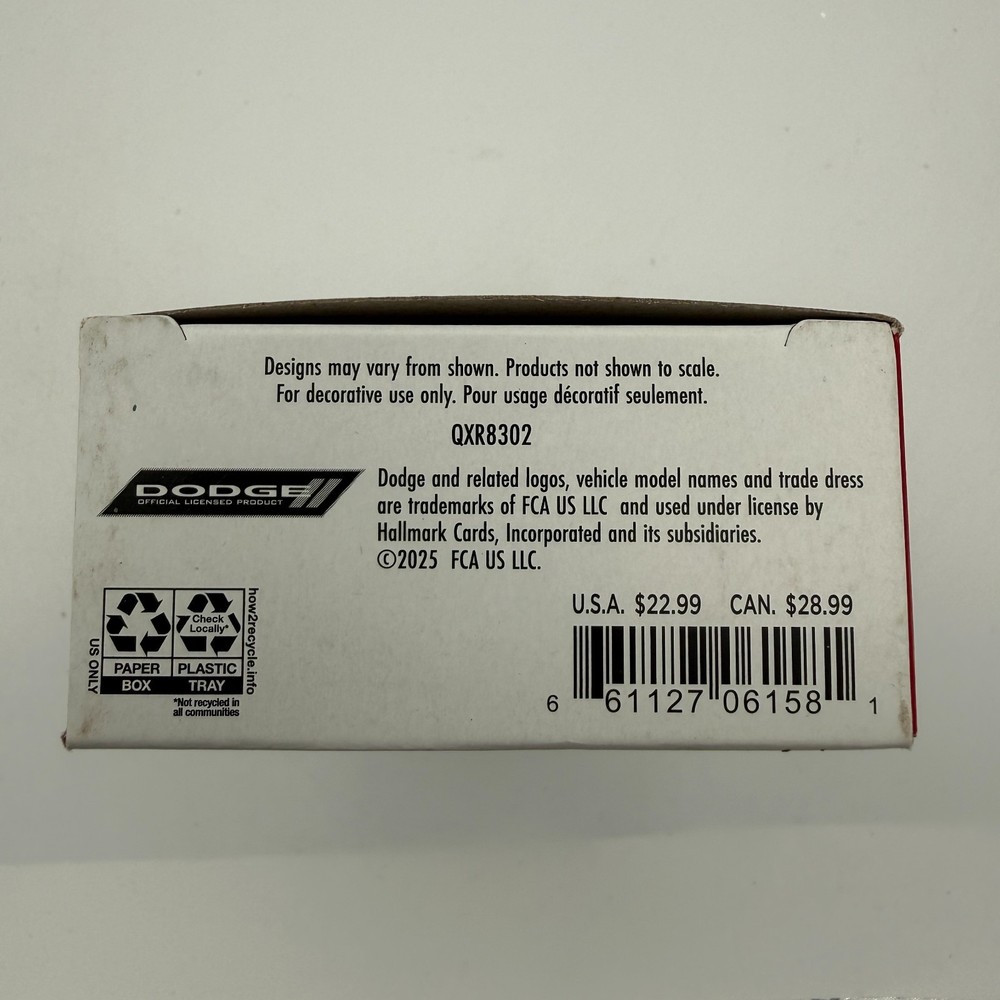 Designs may vary from shown. Products not shown to scale.
For decorative use only. Pour usage décoratif seulement.
QXR8302
DODGE
OFFICIAL LICENSED PRODUCT
Dodge and related logos, vehicle model names and trade dress
are trademarks of FCA US LLC and used under license by
Hallmark Cards, Incorporated and its subsidiaries.
©2025 FCA US LLC.
US ONLY
Check
Locally*
PAPER PLASTIC
BOX TRAY
how2recycle.info
*Not recycled in
all communities
U.S.A. $22.99 CAN. $28.99
6 61127 06158 1